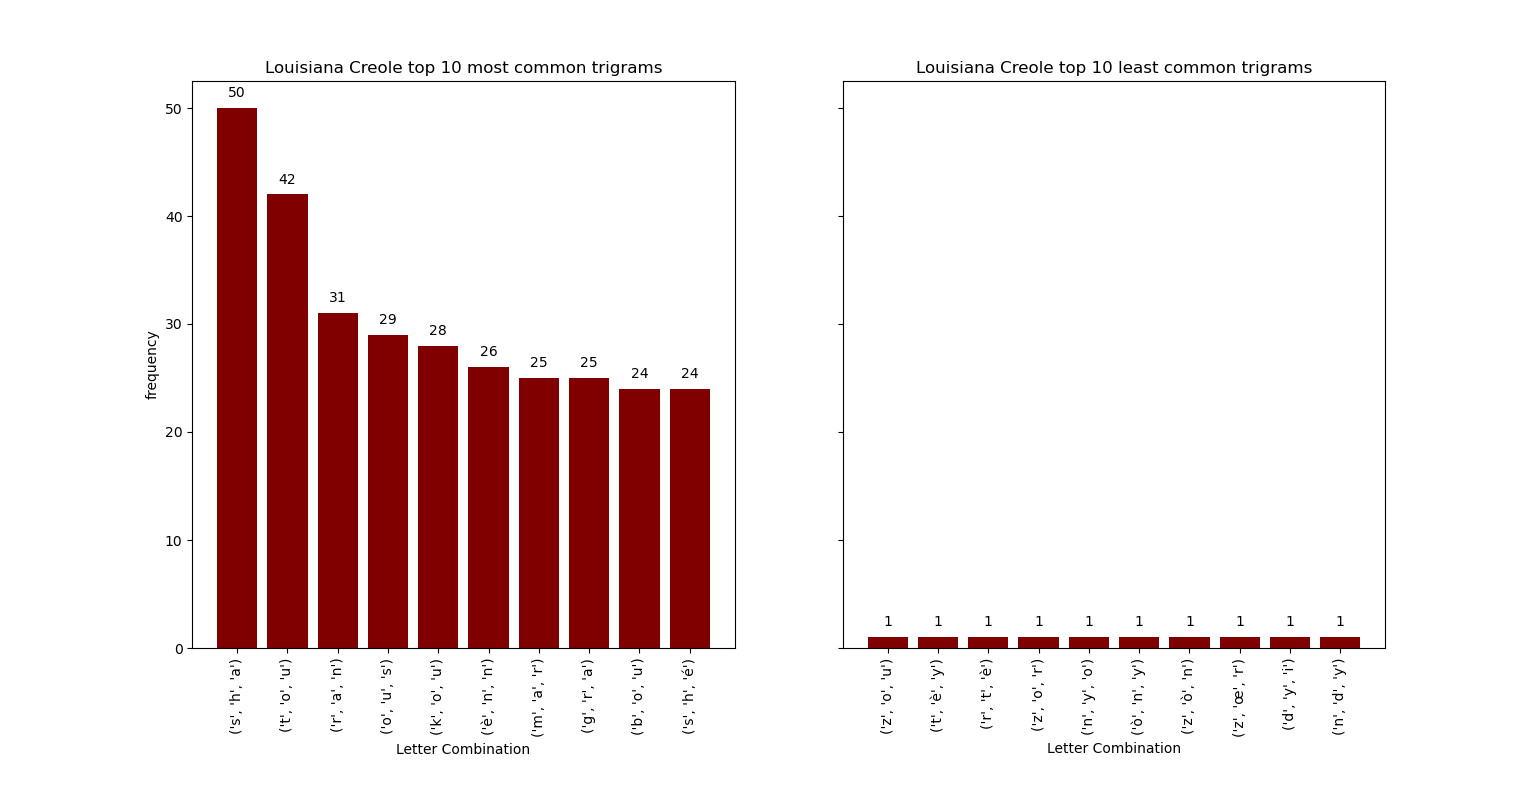 Louisiana Creole top 10 most common trigrams
frequency
50
40
30
20
10
0
50
42
31
29
28
26
25
25
24
24
('s', 'h', 'a')
('t', 'o', 'u')
('r', 'a', 'n')
('o', 'u', 's')
('k', 'o', 'u')
('è', 'n', 'n')
('m', 'a', 'r')
('g', 'r', 'a')
('b', 'o', 'u')
('s', 'h', 'é')
Letter Combination
Louisiana Creole top 10 least common trigrams
1
1
1
1
1
1
1
1
1
1
('z', 'o', 'u')
('t', 'è', 'y')
('r', 't', 'è')
('z', 'o', 'r')
('n', 'y', 'o')
('ò', 'n', 'y')
('z', 'ò', 'n')
('z', 'œ', 'r')
('d', 'y', 'i')
('n', 'd', 'y')
Letter Combination